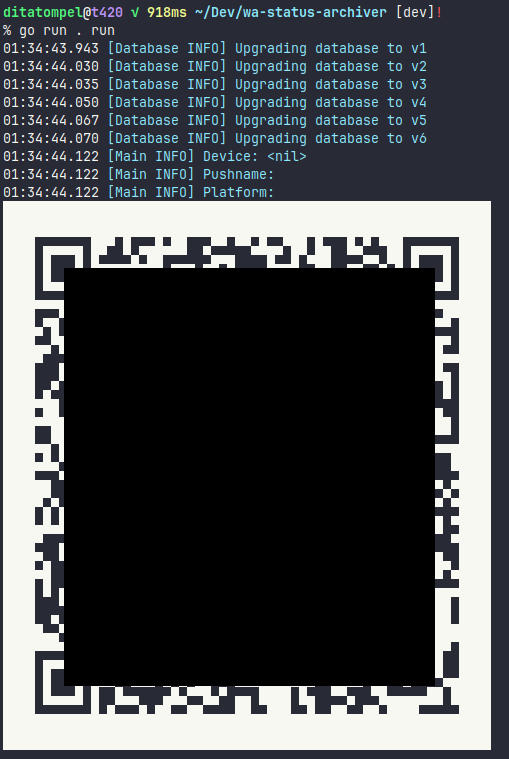 ditatompel@t420 √ 918ms ~/Dev/wa-status-archiver [dev]!
% go run . run
01:34:43.943 [Database INFO] Upgrading database to v1
01:34:44.030 [Database INFO] Upgrading database to v2
01:34:44.035 [Database INFO] Upgrading database to v3
01:34:44.050 [Database INFO] Upgrading database to v4
01:34:44.067 [Database INFO] Upgrading database to v5
01:34:44.070 [Database INFO] Upgrading database to v6
01:34:44.122 [Main INFO] Device: <nil>
01:34:44.122 [Main INFO] Pushname:
01:34:44.122 [Main INFO] Platform: